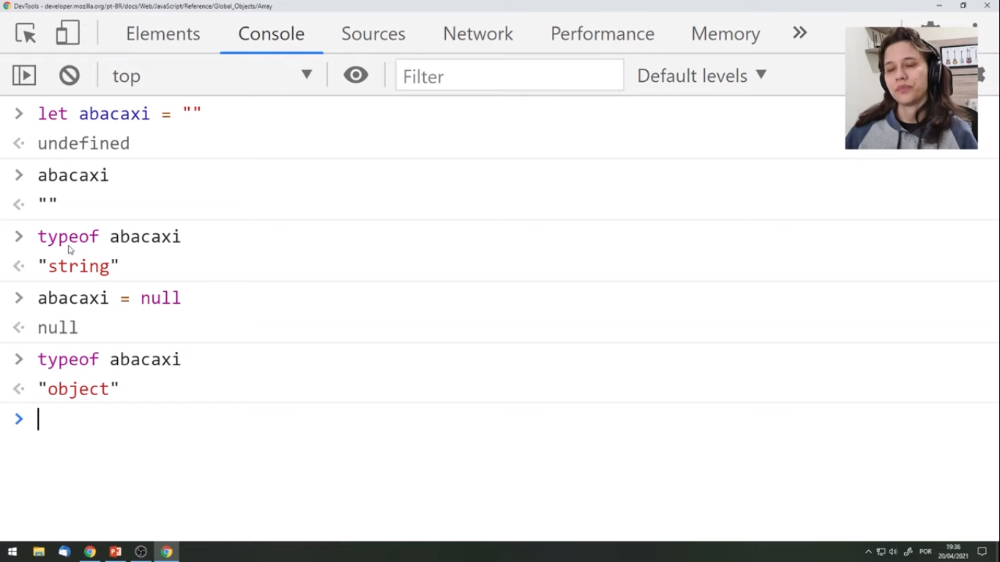 DevTools - developer.mozilla.org/pt-BR/docs/Web/JavaScript/Reference/Global_Objects/Array
Elements Console Sources Network Performance Memory »
top ▼ Filter Default levels ▼
> let abacaxi = ""
undefined
> abacaxi
""
> typeof abacaxi
"string"
> abacaxi = null
null
> typeof abacaxi
"object"
>
POR 19:36
20/04/2021